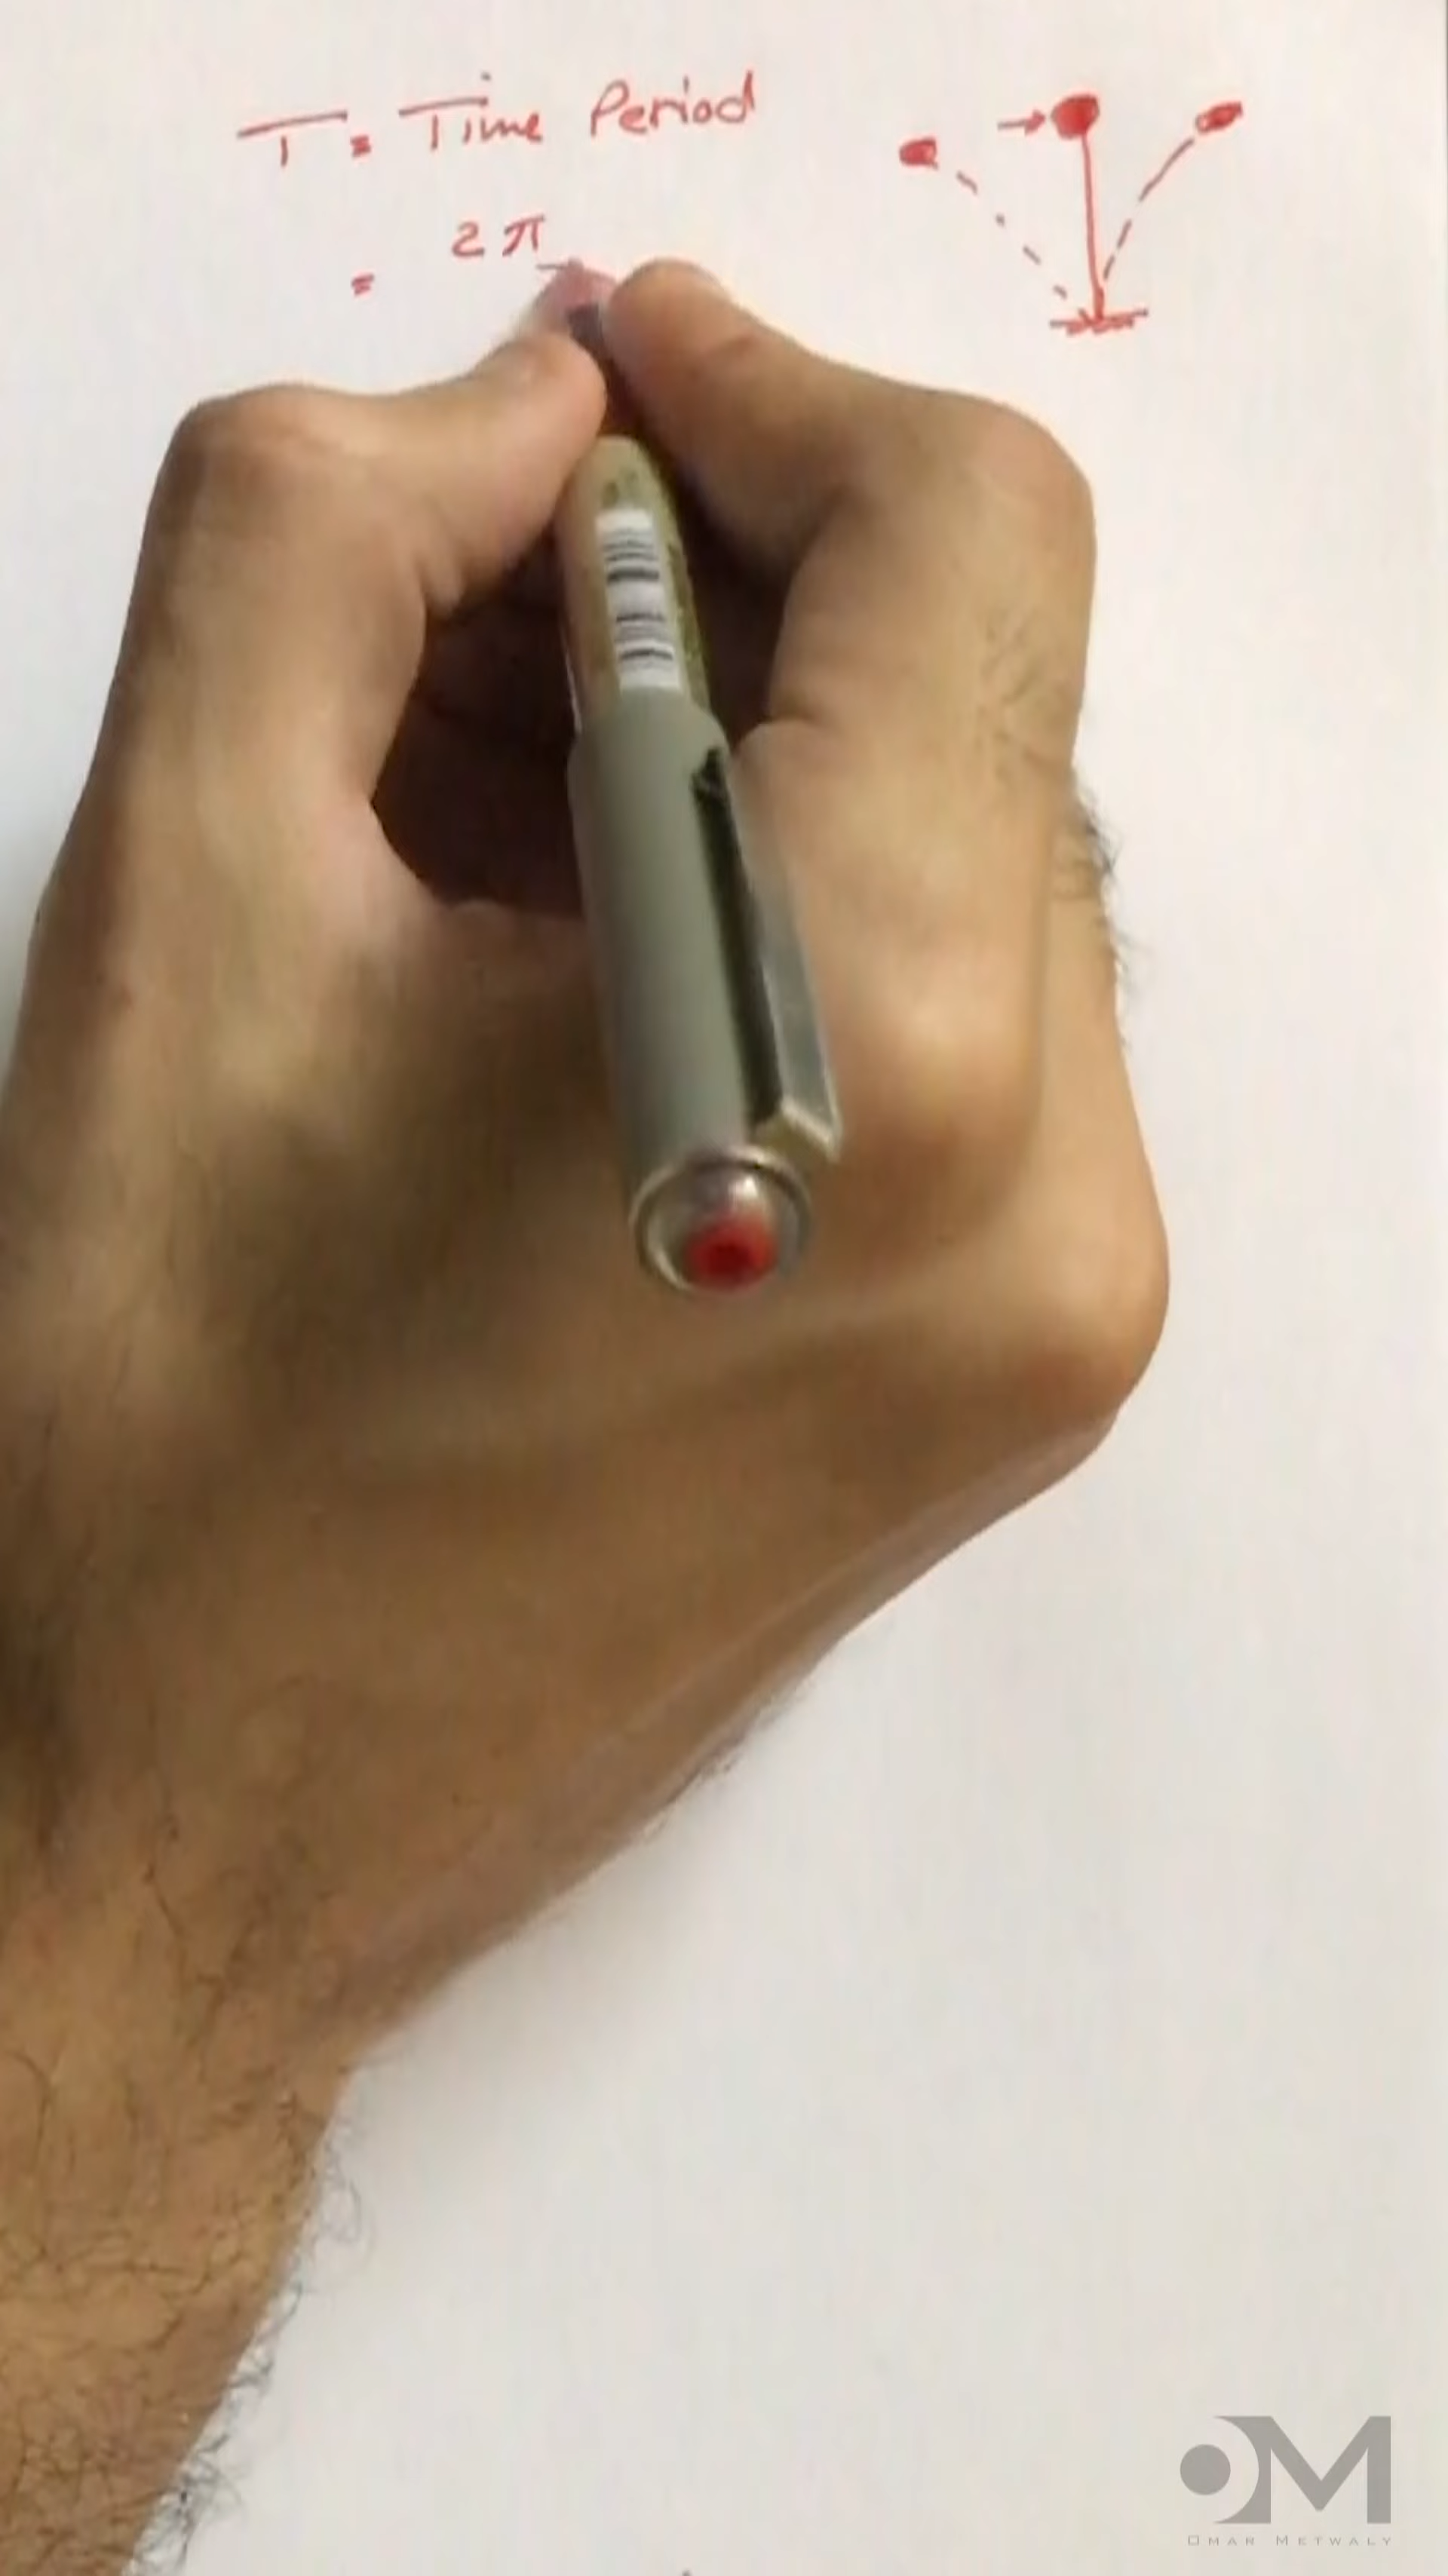 T = Time Period
= 2π
OM
OMAR METWALY